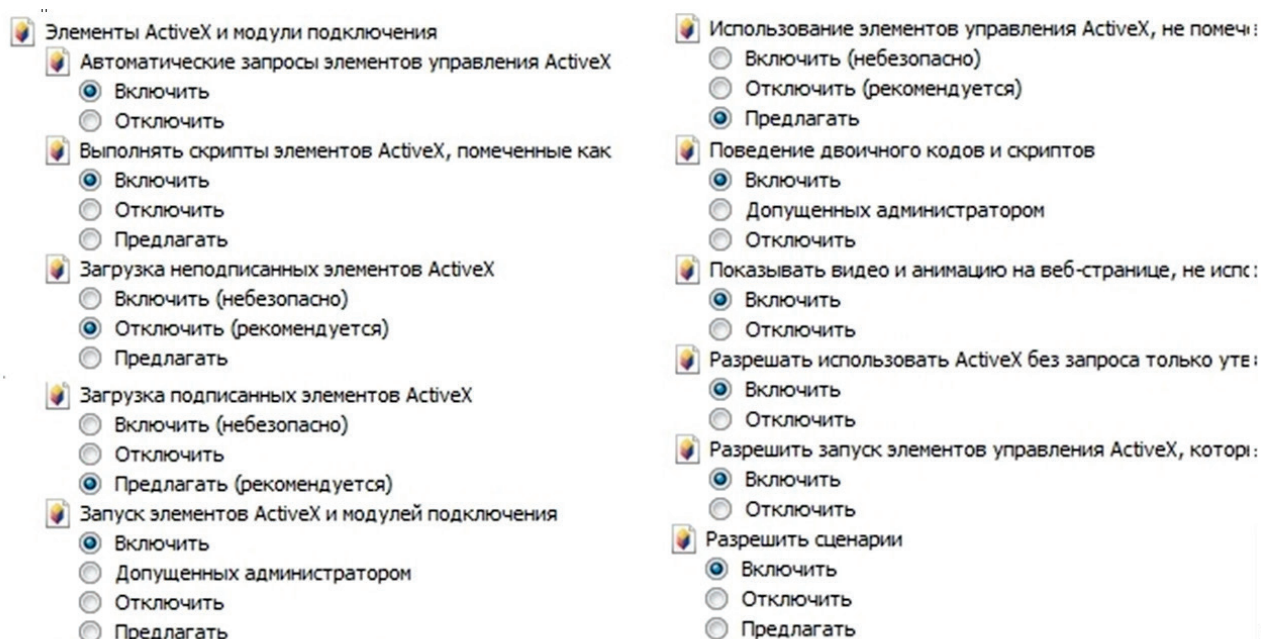 Элементы ActiveX и модули подключения
Автоматические запросы элементов управления ActiveX
Включить
Отключить
Выполнять скрипты элементов ActiveX, помеченные как
Включить
Отключить
Предлагать
Загрузка неподписанных элементов ActiveX
Включить (небезопасно)
Отключить (рекомендуется)
Предлагать
Загрузка подписанных элементов ActiveX
Включить (небезопасно)
Отключить
Предлагать (рекомендуется)
Запуск элементов ActiveX и модулей подключения
Включить
Допущенных администратором
Отключить
Предлагать
Использование элементов управления ActiveX, не
Включить (небезопасно)
Отключить (рекомендуется)
Предлагать
Поведение двоичного кодов и скриптов
Включить
Допущенных администратором
Отключить
Показывать видео и анимацию на веб-странице, не
Включить
Отключить
Разрешать использовать ActiveX без запроса только
Включить
Отключить
Разрешить запуск элементов управления ActiveX,
Включить
Отключить
Разрешить сценарии
Включить
Отключить
Предлагать